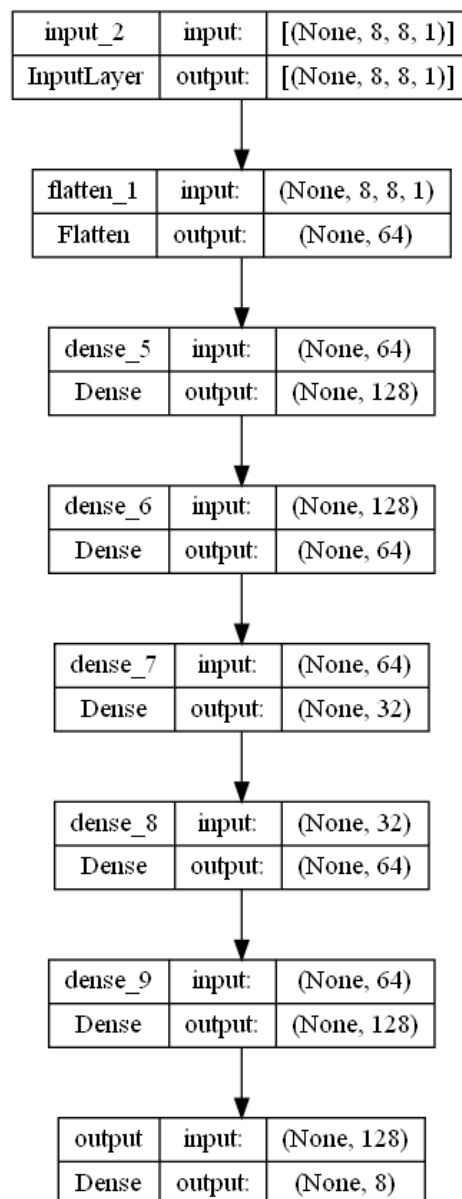 input_2 input: [(None, 8, 8, 1)]
InputLayer output: [(None, 8, 8, 1)]
flatten_1 input: (None, 8, 8, 1)
Flatten output: (None, 64)
dense_5 input: (None, 64)
Dense output: (None, 128)
dense_6 input: (None, 128)
Dense output: (None, 64)
dense_7 input: (None, 64)
Dense output: (None, 32)
dense_8 input: (None, 32)
Dense output: (None, 64)
dense_9 input: (None, 64)
Dense output: (None, 128)
output input: (None, 128)
Dense output: (None, 8)